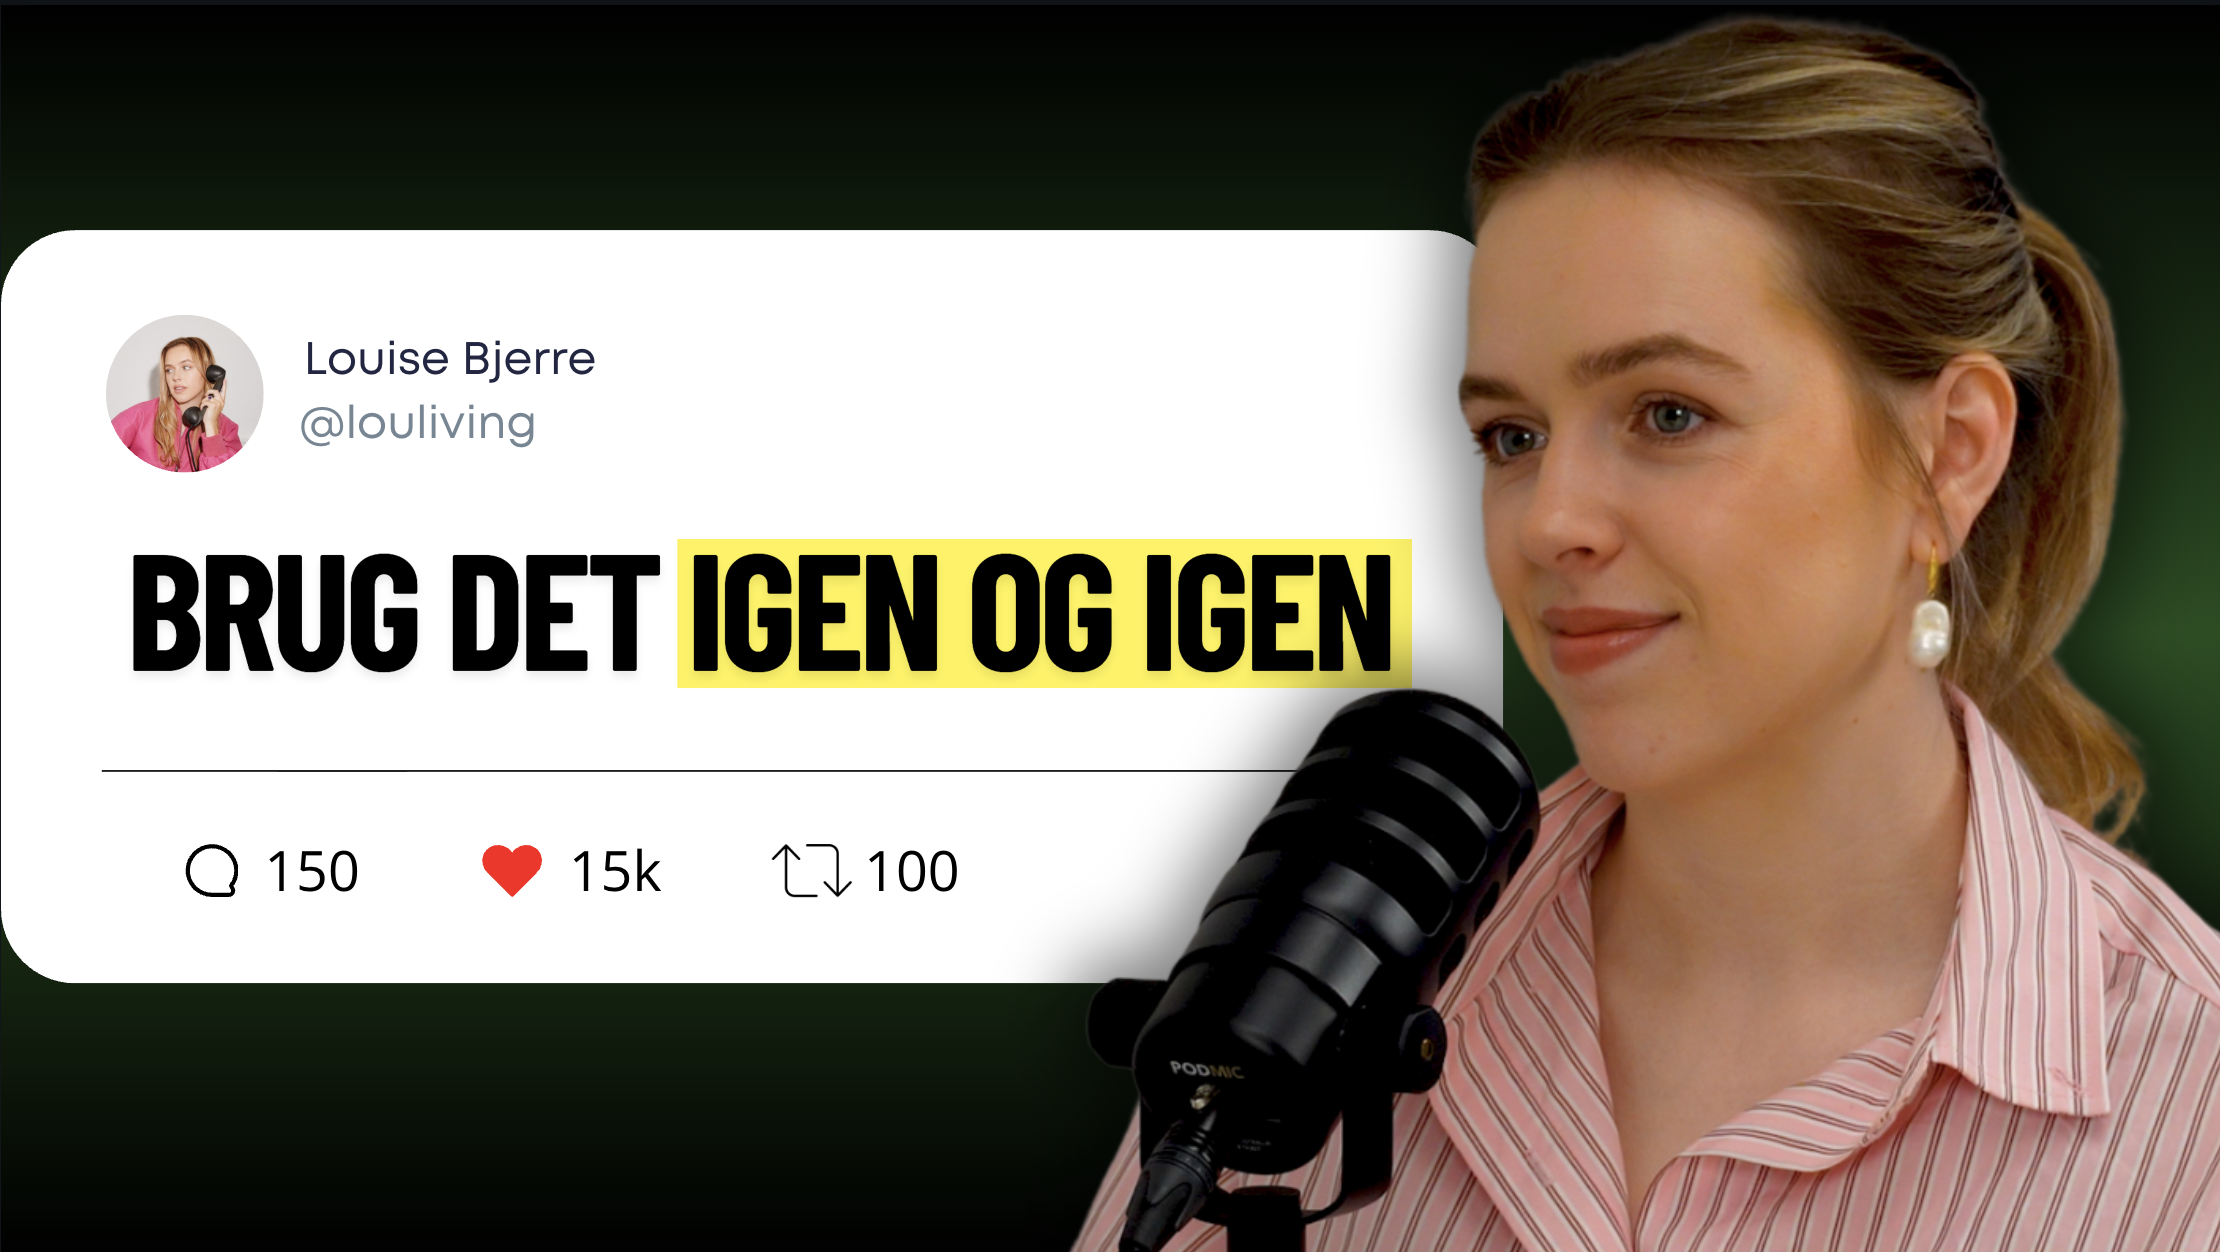 Louise Bjerre
@louliving
BRUG DET IGEN OG IGEN
150 15k 100
PODMIC